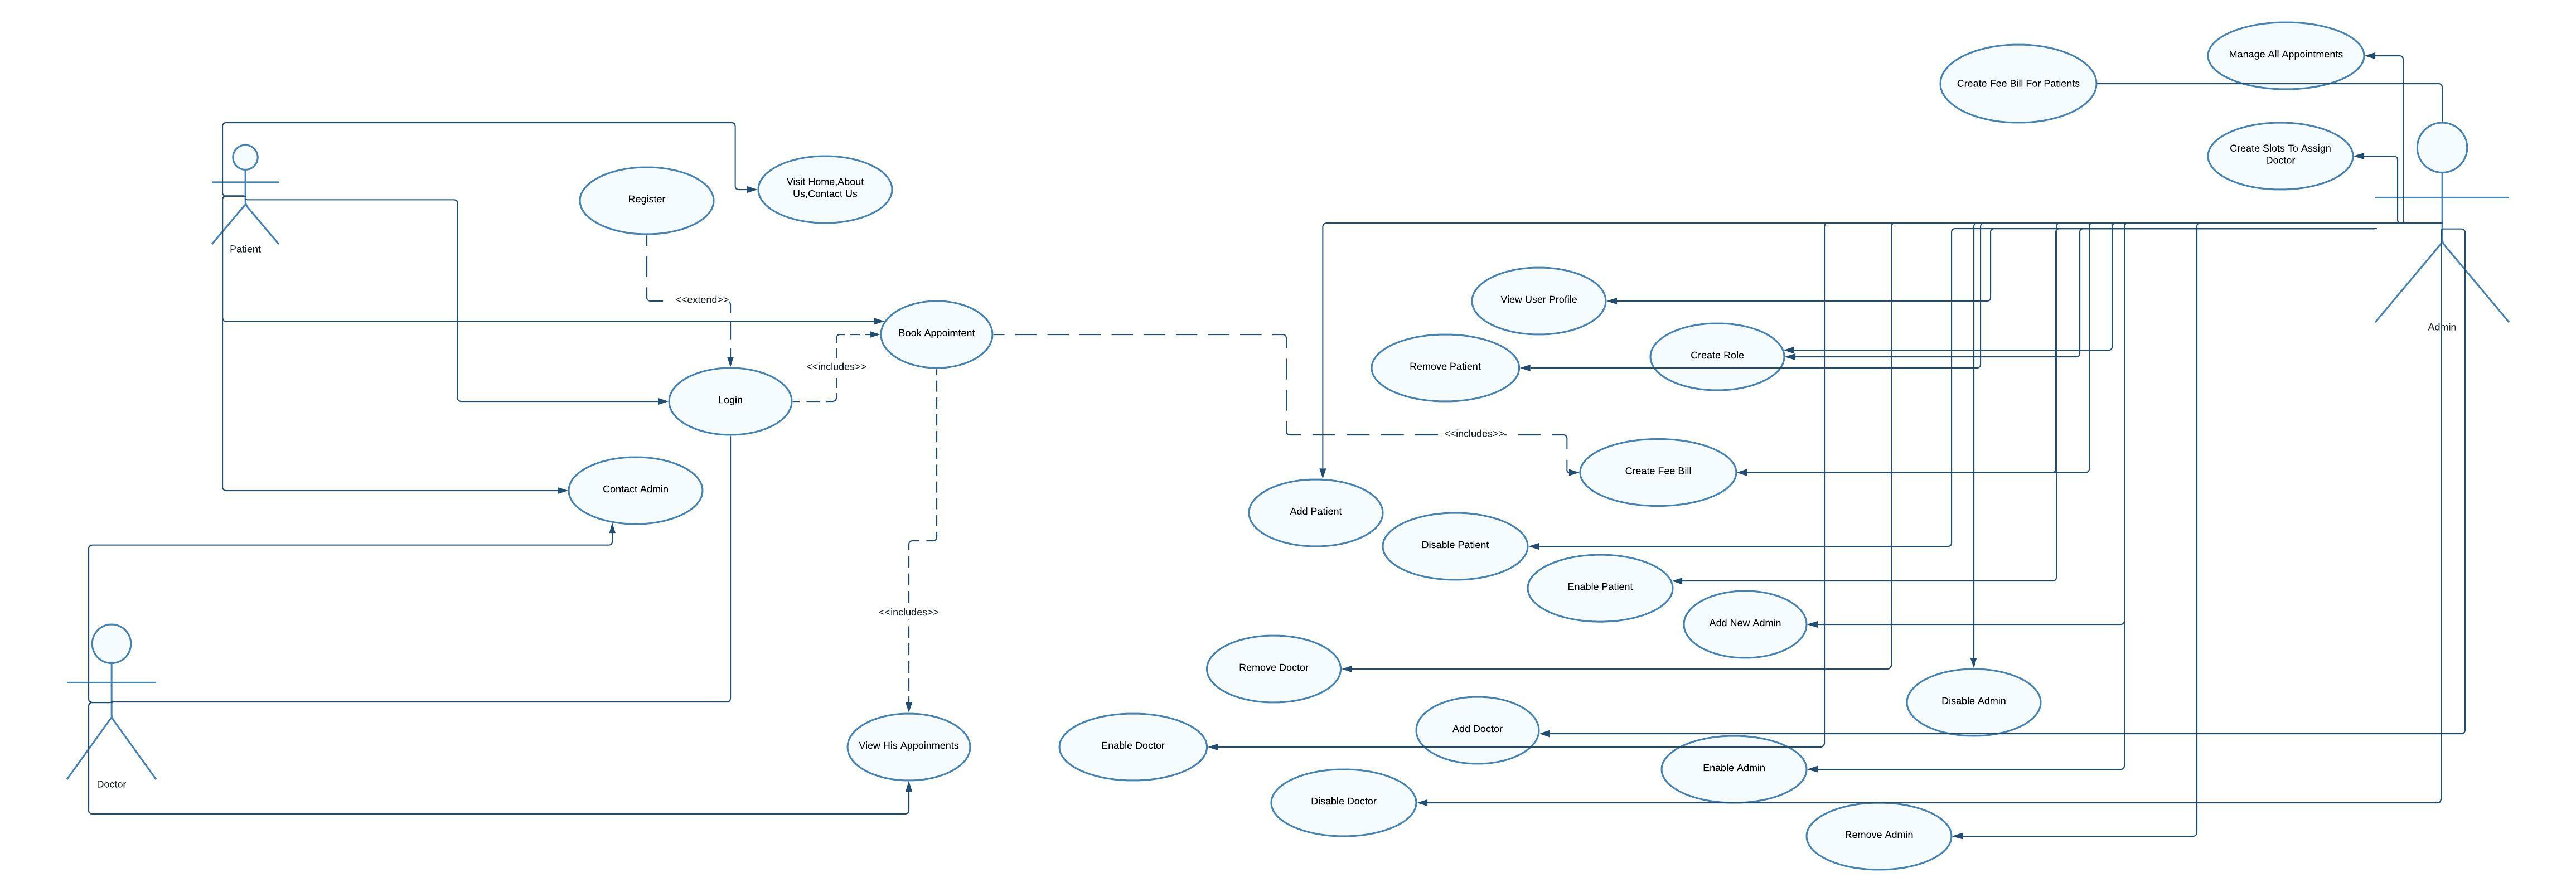 Manage All Appointments
Create Fee Bill For Patients
Create Slots To Assign
Doctor
Visit Home,About
Us,Contact Us
Register
Patient
<<extend>>
View User Profile
Admin
Book Appoimtent
Create Role
<<includes>>
Remove Patient
Login
<<includes>>
Create Fee Bill
Contact Admin
Add Patient
Disable Patient
Enable Patient
<<includes>>
Add New Admin
Remove Doctor
Disable Admin
Add Doctor
View His Appoinments
Enable Doctor
Enable Admin
Doctor
Disable Doctor
Remove Admin